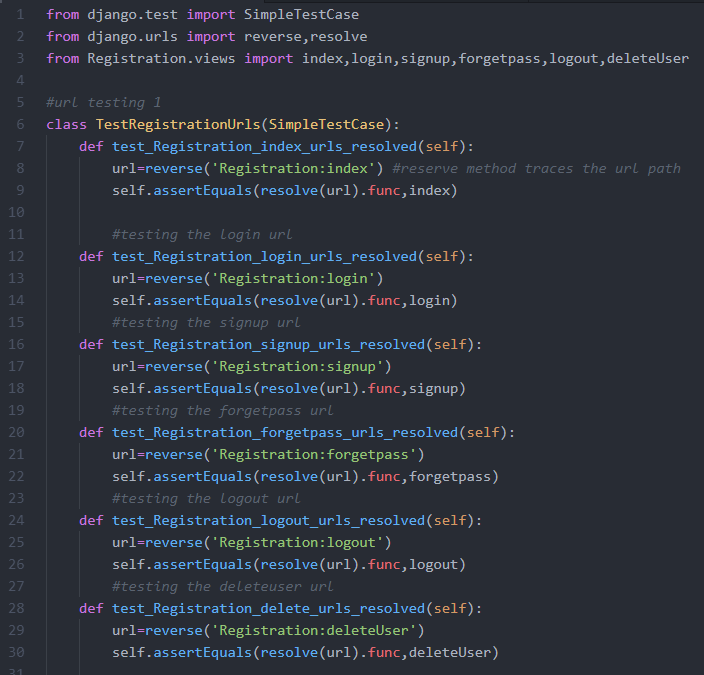 1 from django.test import SimpleTestCase
2 from django.urls import reverse,resolve
3 from Registration.views import index,login,signup,forgetpass,logout,deleteUser
4
5 #url testing 1
6 class TestRegistrationUrls(SimpleTestCase):
7     def test_Registration_index_urls_resolved(self):
8         url=reverse('Registration:index') #reserve method traces the url path
9         self.assertEquals(resolve(url).func,index)
10
11         #testing the login url
12     def test_Registration_login_urls_resolved(self):
13         url=reverse('Registration:login')
14         self.assertEquals(resolve(url).func,login)
15         #testing the signup url
16     def test_Registration_signup_urls_resolved(self):
17         url=reverse('Registration:signup')
18         self.assertEquals(resolve(url).func,signup)
19         #testing the forgetpass url
20     def test_Registration_forgetpass_urls_resolved(self):
21         url=reverse('Registration:forgetpass')
22         self.assertEquals(resolve(url).func,forgetpass)
23         #testing the logout url
24     def test_Registration_logout_urls_resolved(self):
25         url=reverse('Registration:logout')
26         self.assertEquals(resolve(url).func,logout)
27         #testing the deleteuser url
28     def test_Registration_delete_urls_resolved(self):
29         url=reverse('Registration:deleteUser')
30         self.assertEquals(resolve(url).func,deleteUser)
31